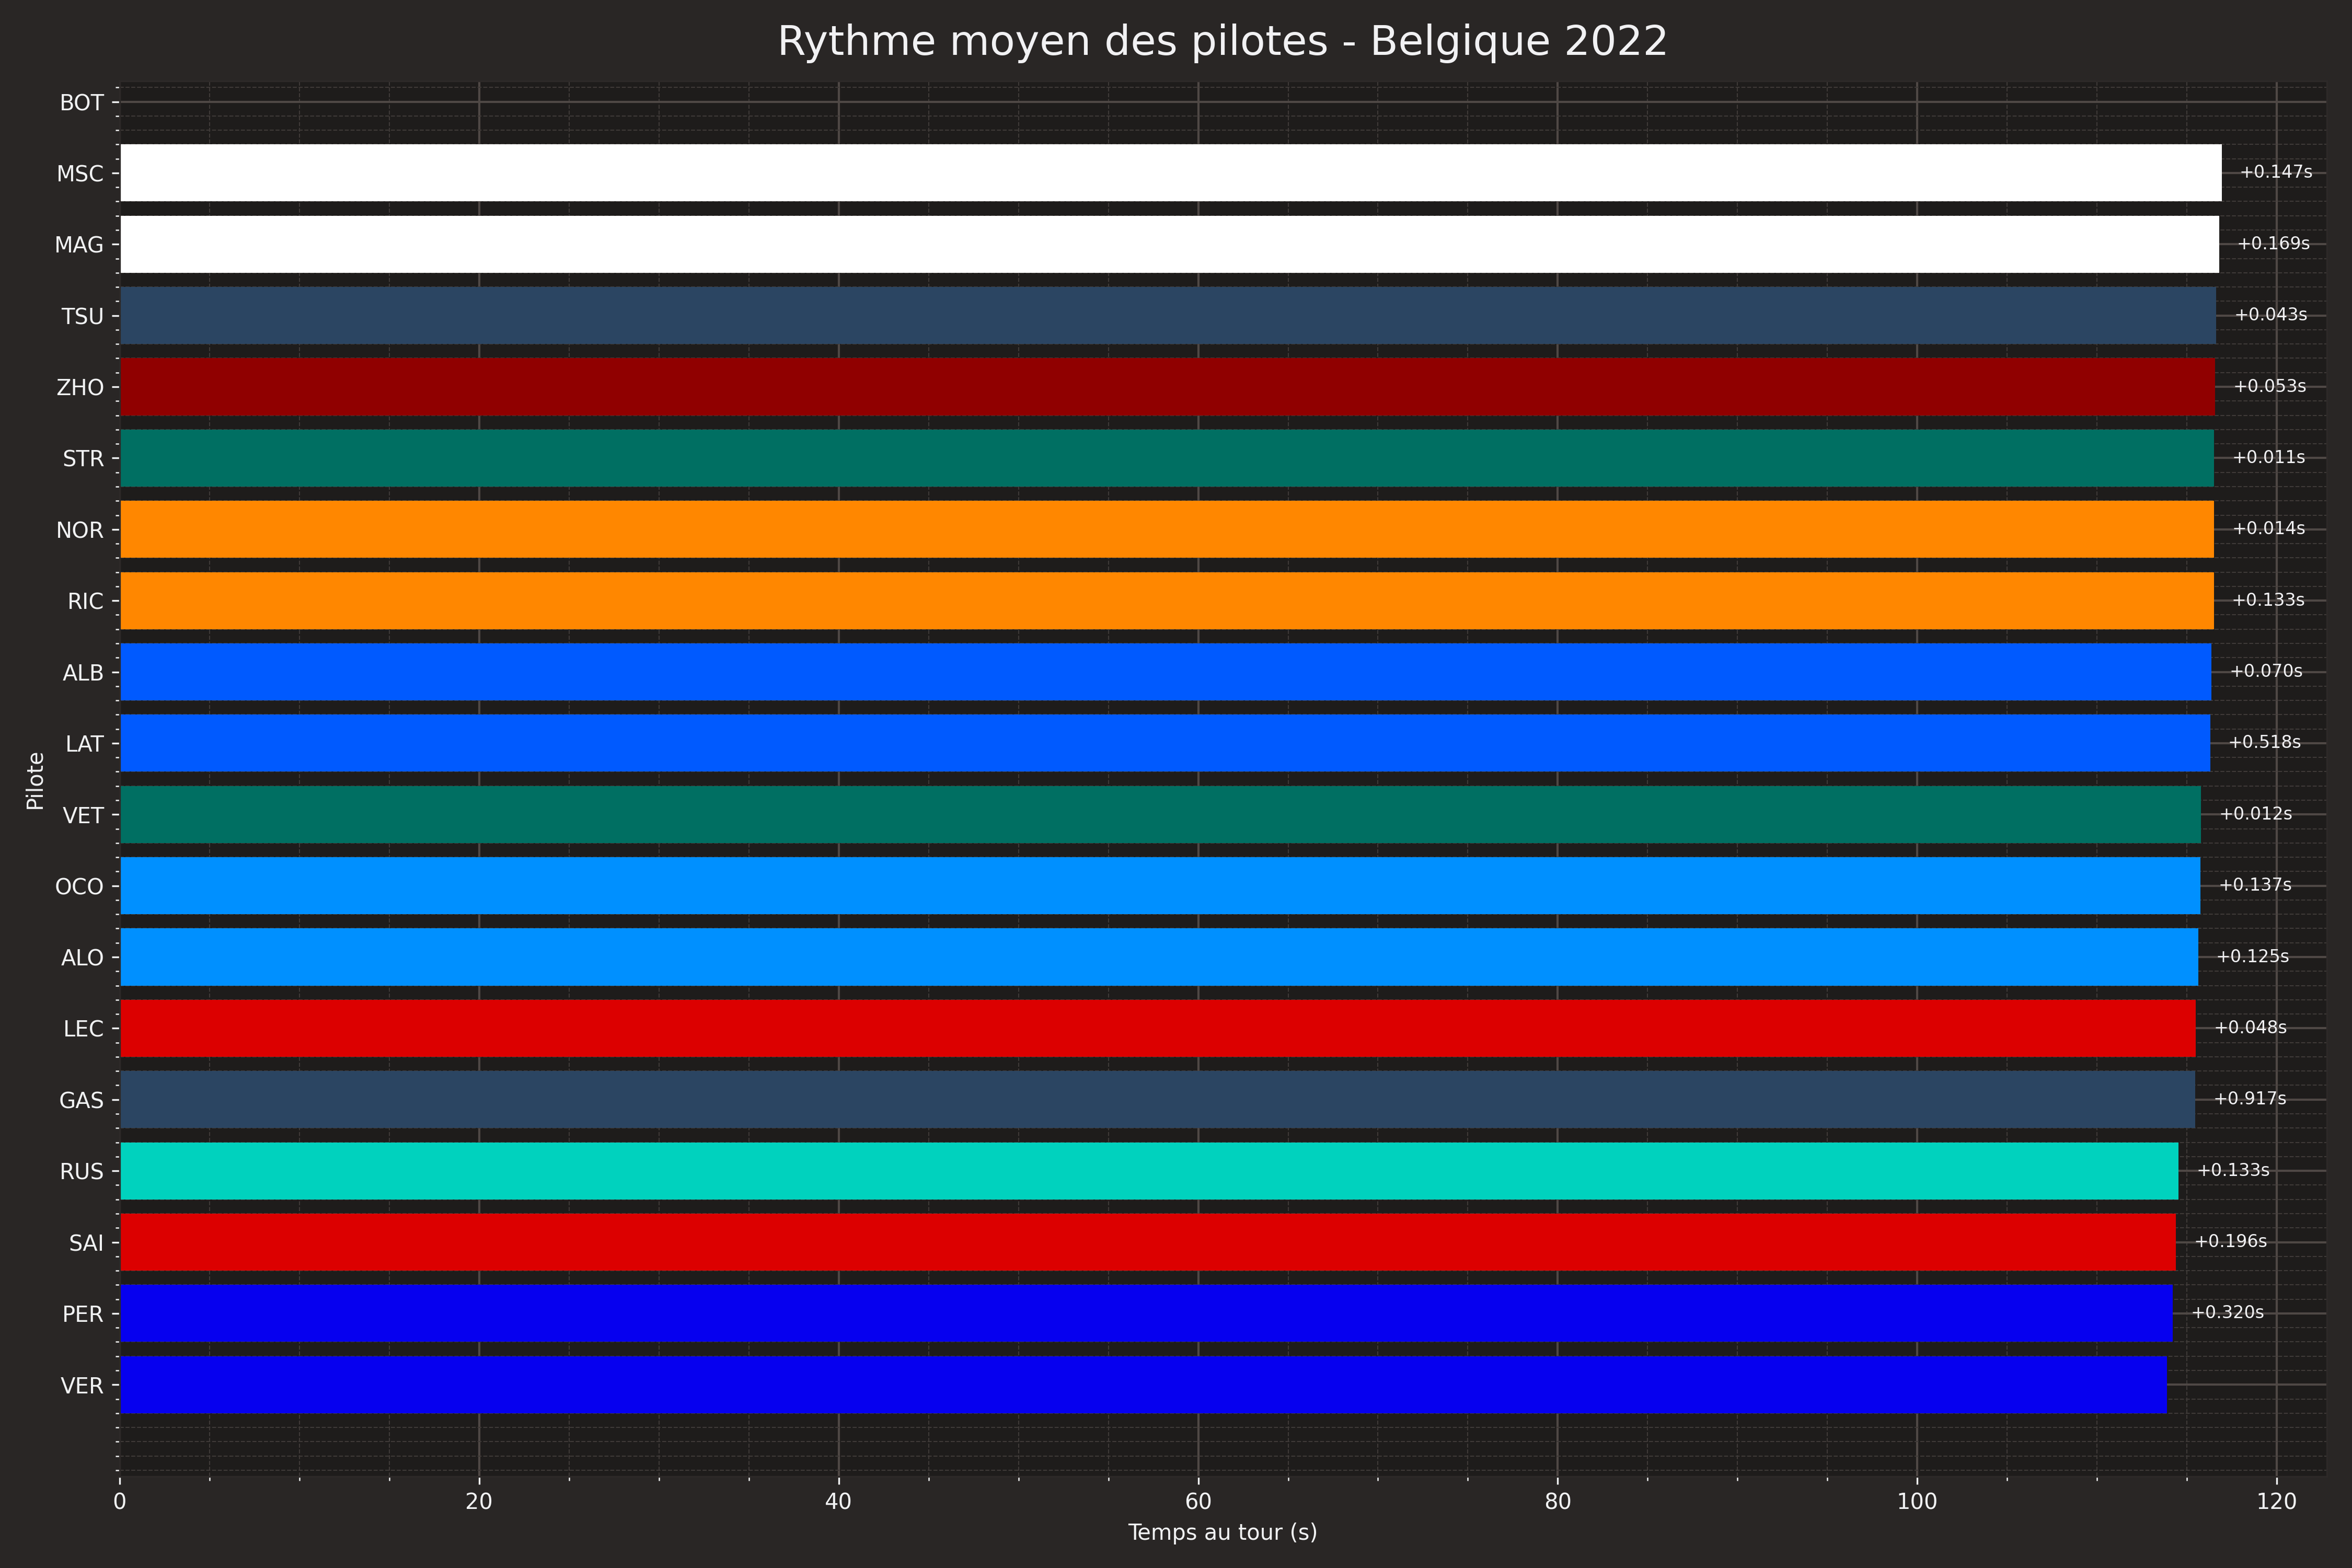 Rythme moyen des pilotes - Belgique 2022
BOT
MSC +0.147s
MAG +0.169s
TSU +0.043s
ZHO +0.053s
STR +0.011s
NOR +0.014s
RIC +0.133s
ALB +0.070s
LAT +0.518s
VET +0.012s
OCO +0.137s
ALO +0.125s
LEC +0.048s
GAS +0.917s
RUS +0.133s
SAI +0.196s
PER +0.320s
VER
Pilote
0 20 40 60 80 100 120
Temps au tour (s)